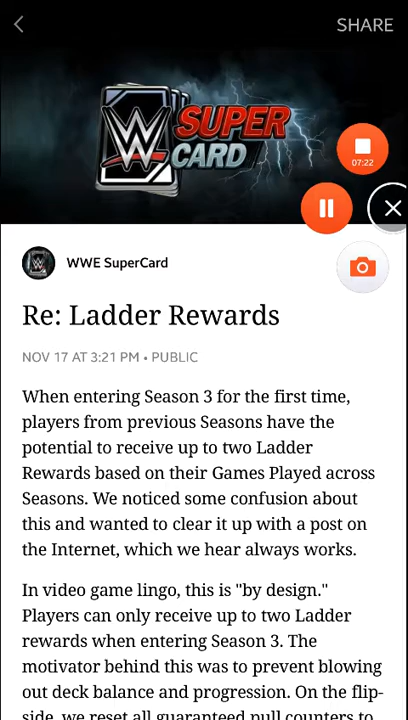 SHARE
W
SUPER
CARD
07:22
WWE SuperCard
Re: Ladder Rewards
NOV 17 AT 3:21 PM • PUBLIC
When entering Season 3 for the first time,
players from previous Seasons have the
potential to receive up to two Ladder
Rewards based on their Games Played across
Seasons. We noticed some confusion about
this and wanted to clear it up with a post on
the Internet, which we hear always works.
In video game lingo, this is "by design."
Players can only receive up to two Ladder
rewards when entering Season 3. The
motivator behind this was to prevent blowing
out deck balance and progression. On the flip-
side, we reset all guaranteed pull counters to